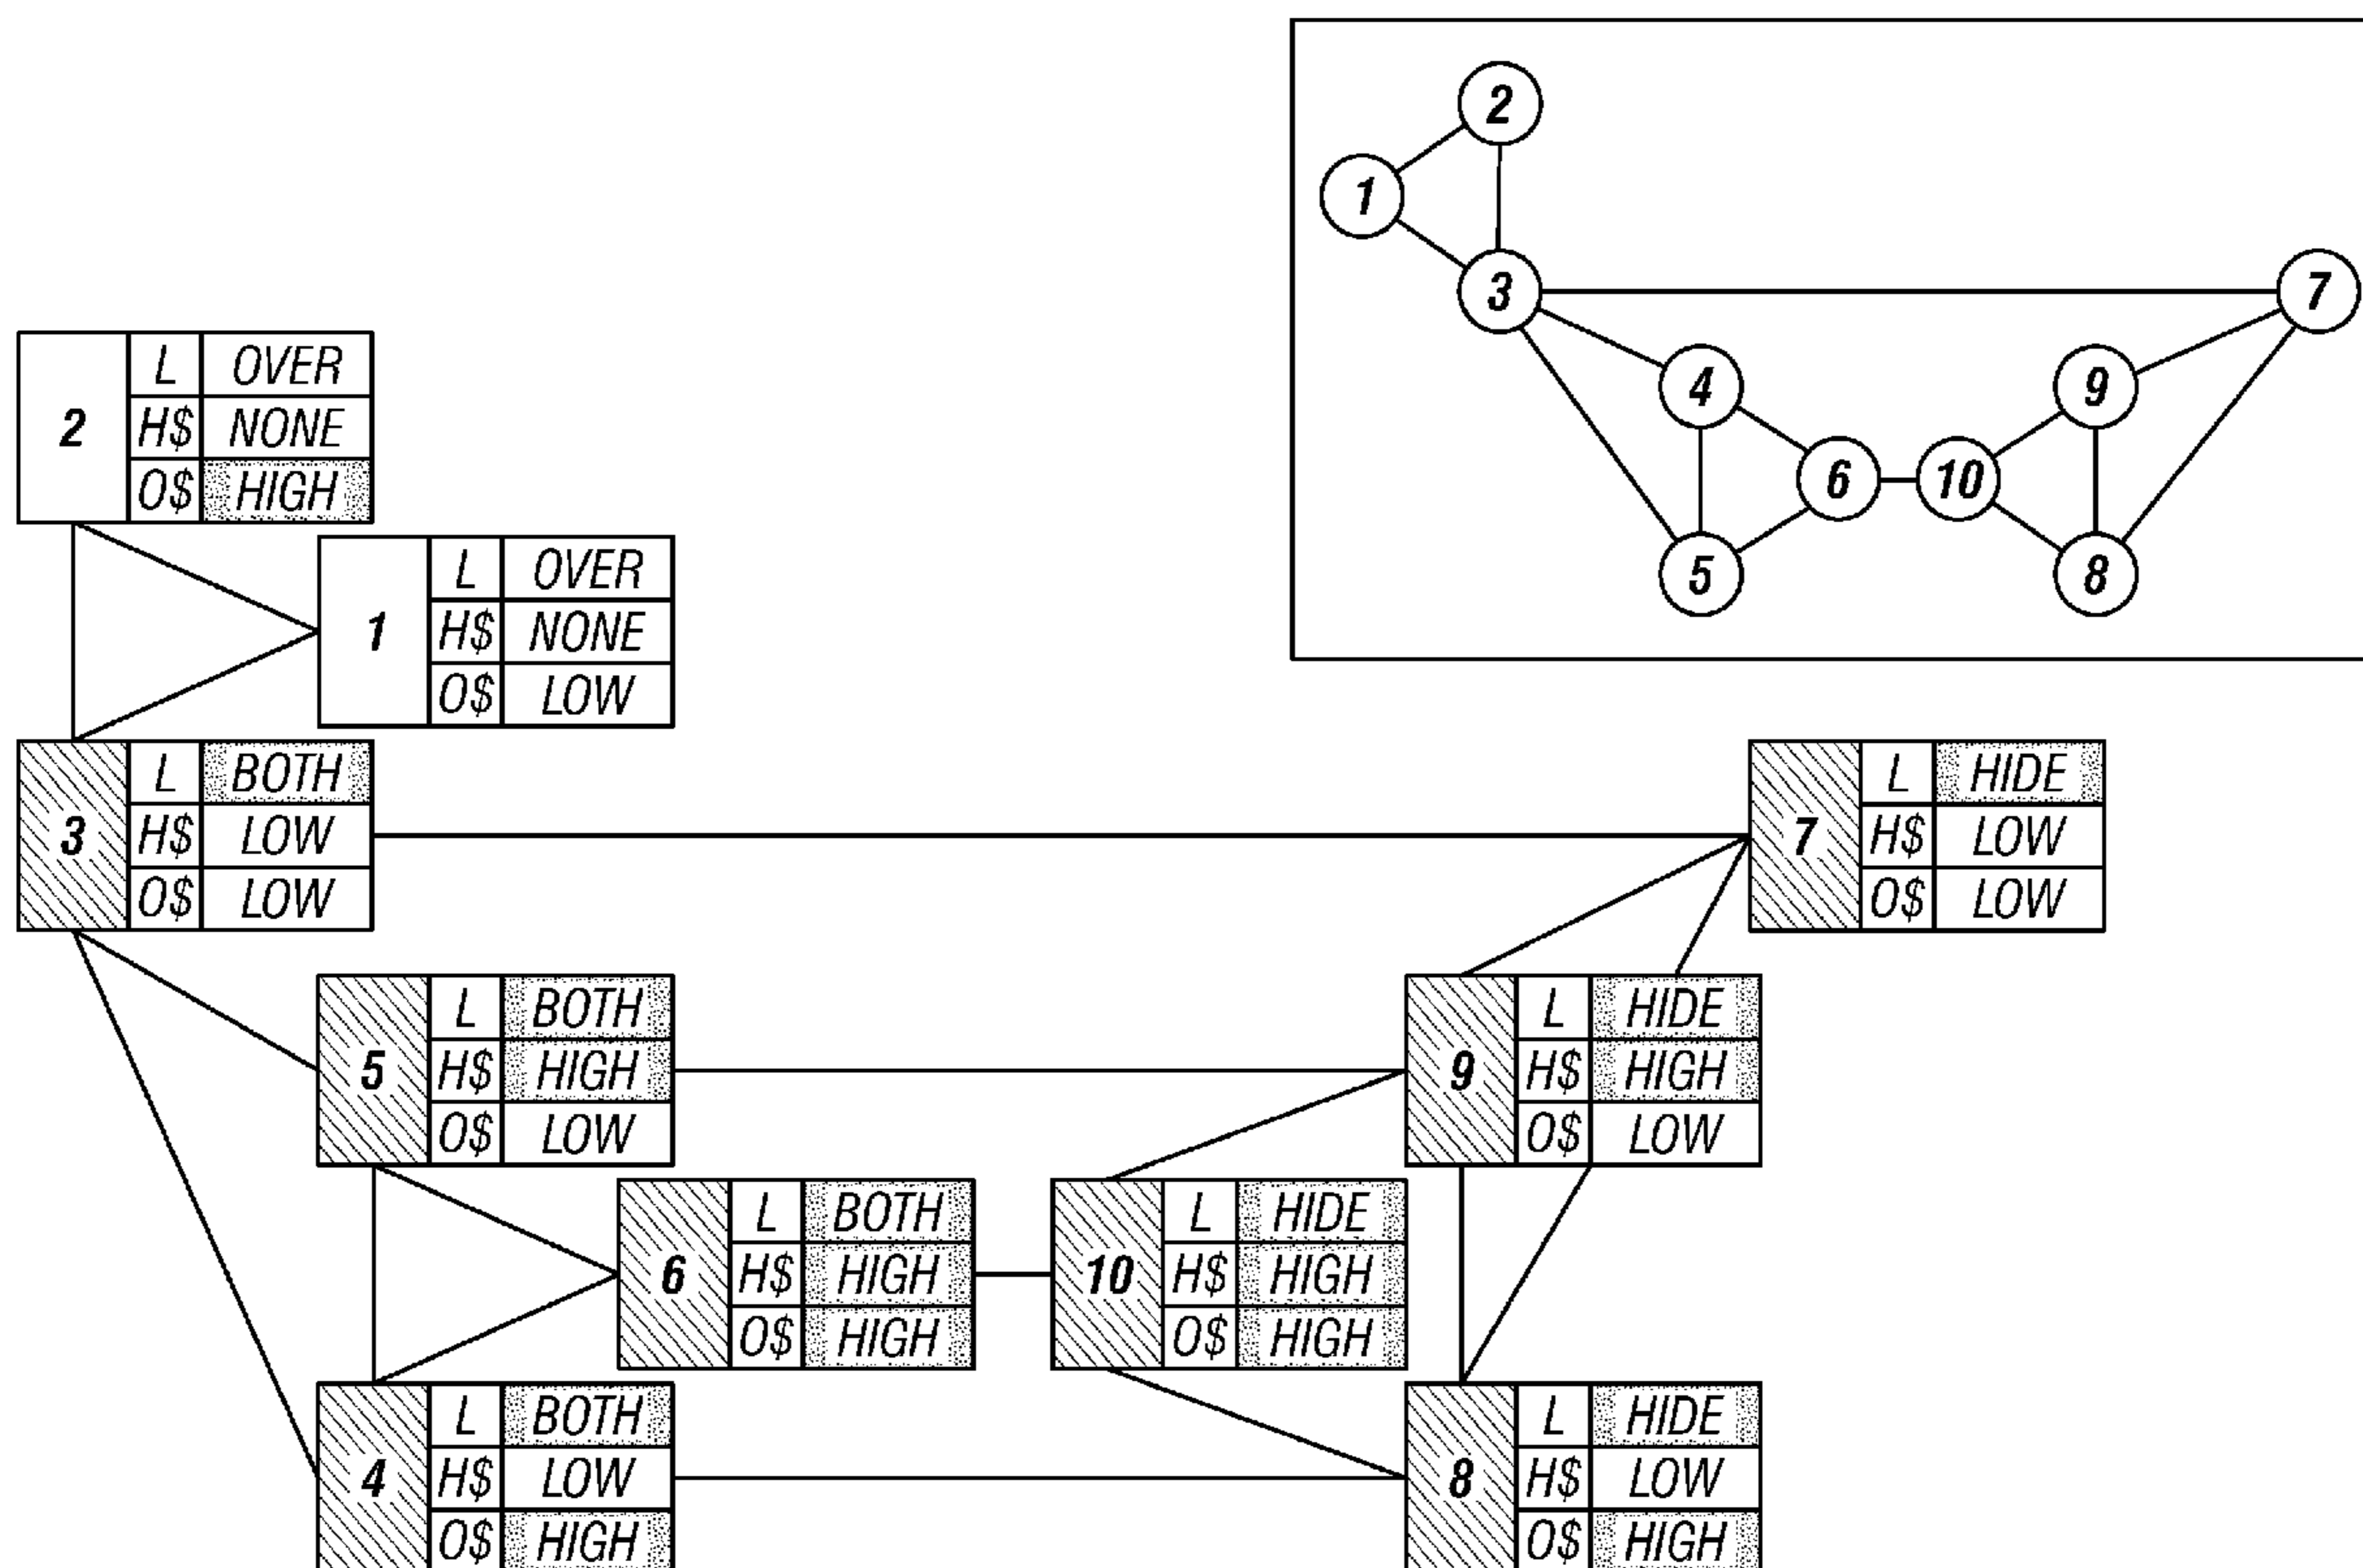 2
1
3
7
4
9
6
10
5
8
2
L OVER
H$ NONE
O$ HIGH
1
L OVER
H$ NONE
O$ LOW
3
L BOTH
H$ LOW
O$ LOW
7
L HIDE
H$ LOW
O$ LOW
5
L BOTH
H$ HIGH
O$ LOW
9
L HIDE
H$ HIGH
O$ LOW
6
L BOTH
H$ HIGH
O$ HIGH
10
L HIDE
H$ HIGH
O$ HIGH
4
L BOTH
H$ LOW
O$ HIGH
8
L HIDE
H$ LOW
O$ HIGH